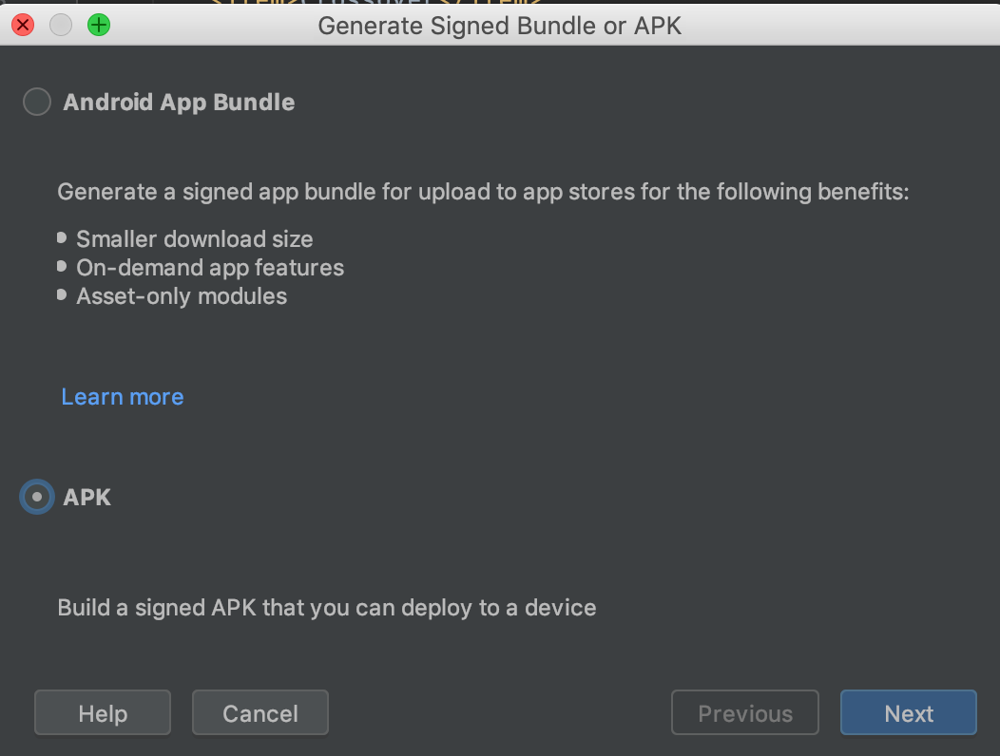 Generate Signed Bundle or APK
Android App Bundle
Generate a signed app bundle for upload to app stores for the following benefits:
Smaller download size
On-demand app features
Asset-only modules
Learn more
APK
Build a signed APK that you can deploy to a device
Help
Cancel
Previous
Next